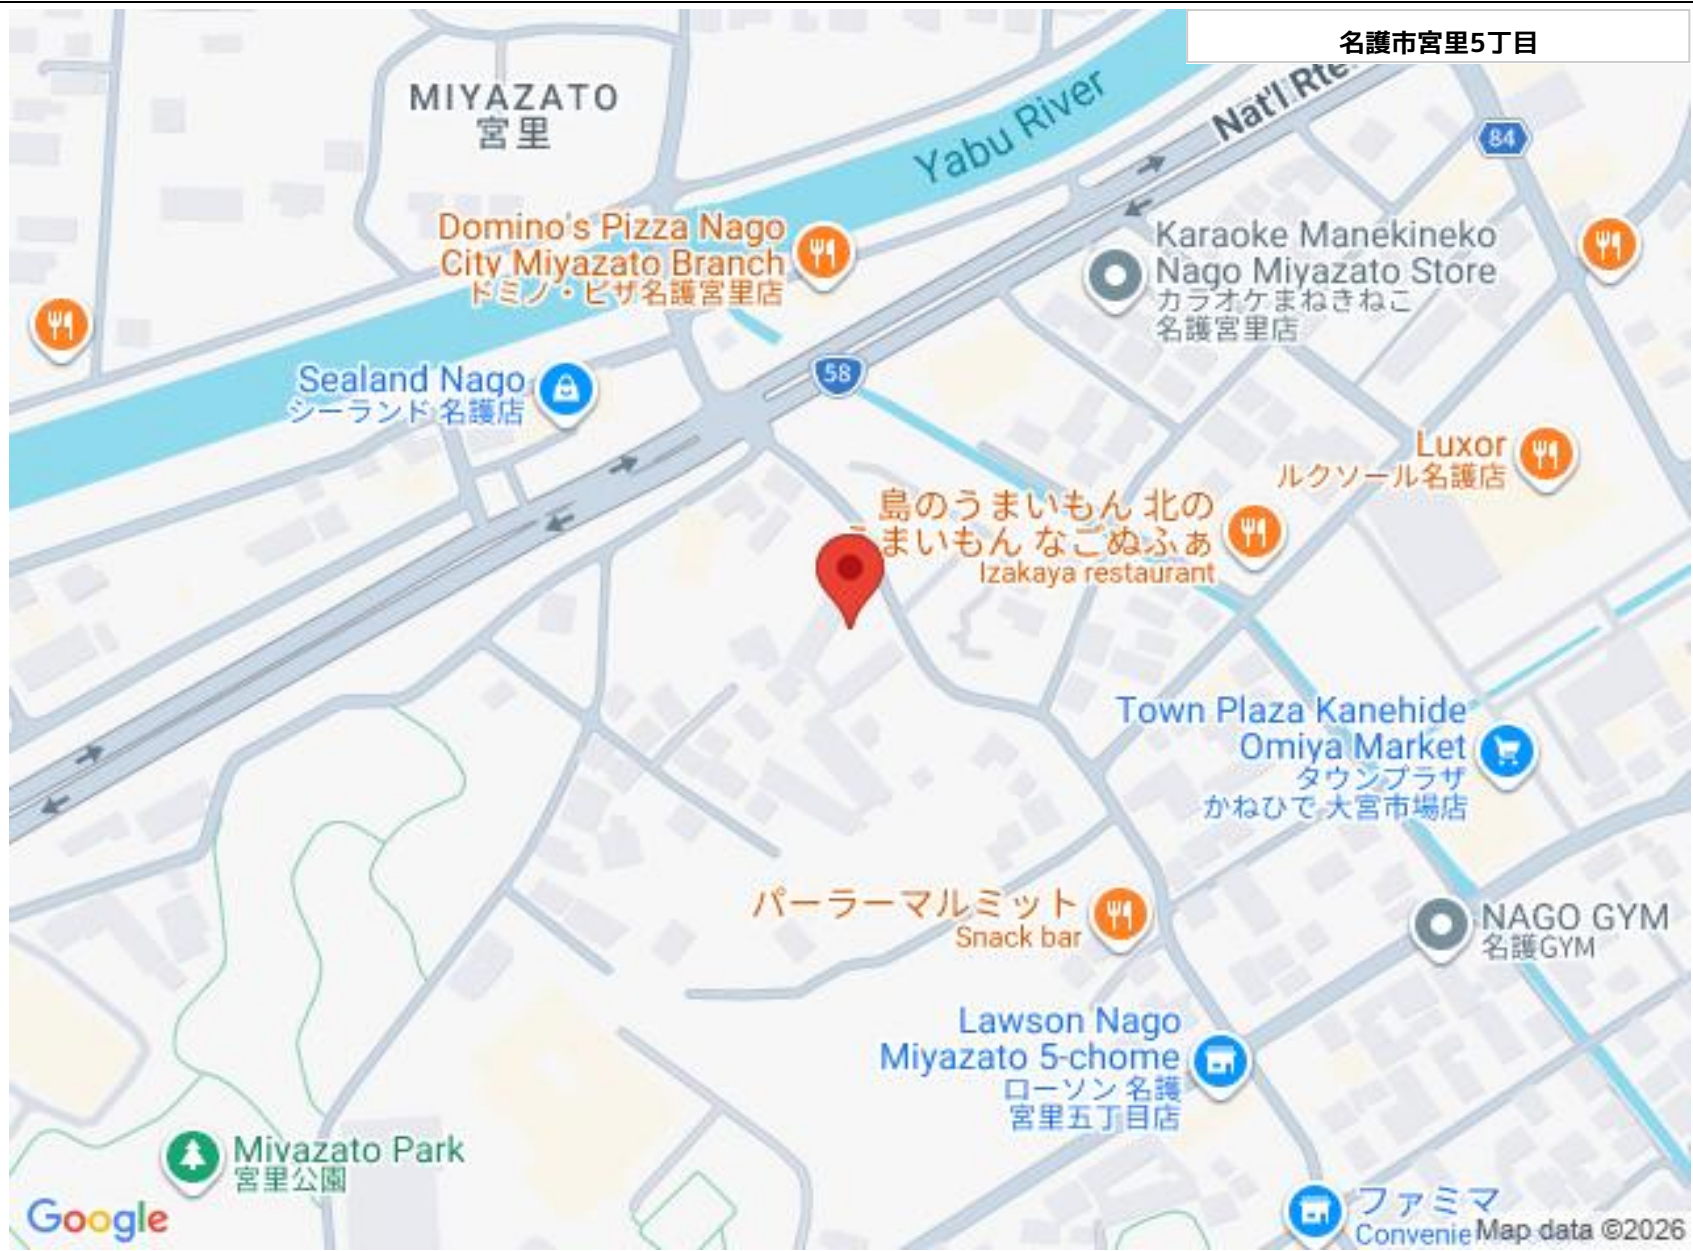 名護市宮里5丁目
MIYAZATO
宮里
Yabu River
Nat'l Rte.
84
Domino's Pizza Nago
City Miyazato Branch
ドミノ・ピザ名護宮里店
Karaoke Manekineko
Nago Miyazato Store
カラオケまねきねこ
名護宮里店
Sealand Nago
シーランド 名護店
58
Luxor
ルクソール名護店
島のうまいもん 北の
うまいもん なごぬふぁ
Izakaya restaurant
Town Plaza Kanehide
Omiya Market
タウンプラザ
かねひで 大宮市場店
パーラーマルミット
Snack bar
NAGO GYM
名護GYM
Lawson Nago
Miyazato 5-chome
ローソン 名護
宮里五丁目店
Miyazato Park
宮里公園
ファミマ
Convenie
Google
Map data ©2026